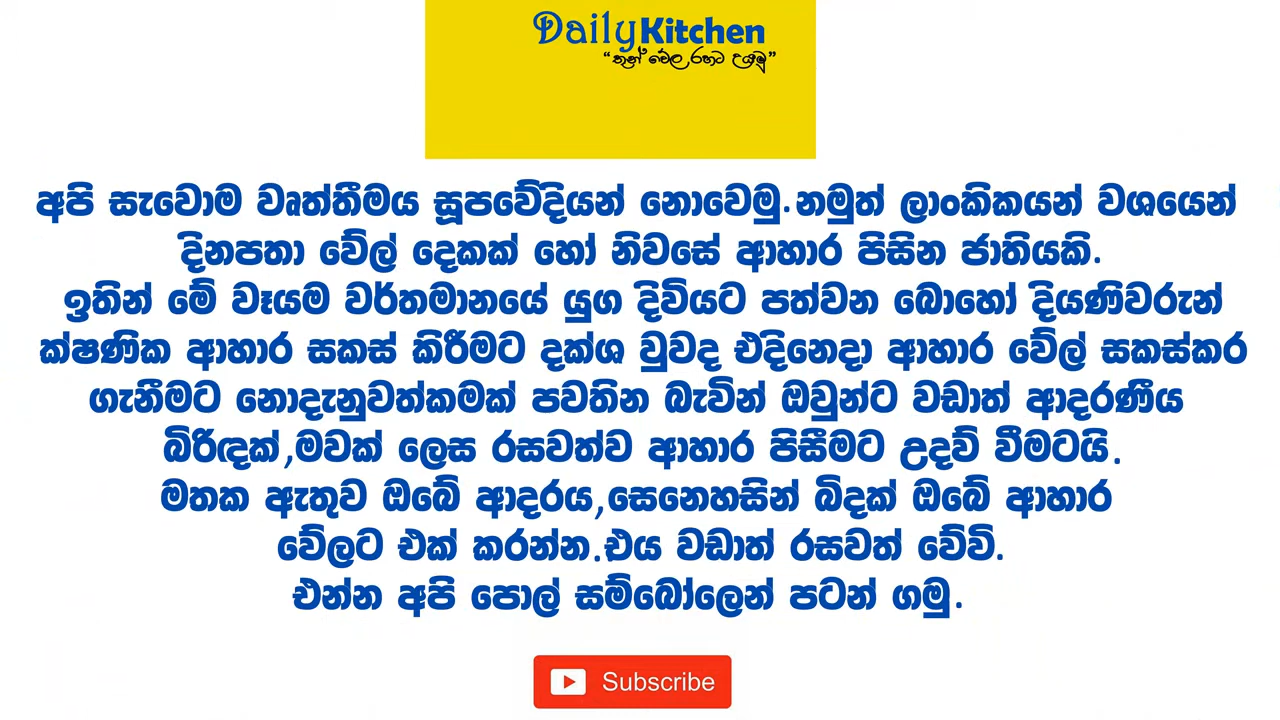 Daily Kitchen
“තුන් වේල රහට උයමු”
අපි සැවොම වෘත්තීමය සූපවේදියන් නොවෙමු.නමුත් ලාංකිකයන් වශයෙන්
දිනපතා වේල් දෙකක් හෝ නිවසේ ආහාර පිසින ජාතියකි.
ඉතින් මේ වෑයම වර්තමානයේ යුග දිවියට පත්වන බොහෝ දියණිවරුන්
ක්ෂණික ආහාර සකස් කිරීමට දක්ශ වුවද එදිනෙදා ආහාර වේල් සකස්කර
ගැනීමට නොදැනුවත්කමක් පවතින බැවින් ඔවුන්ට වඩාත් ආදරණීය
බිරිඳක්,මවක් ලෙස රසවත්ව ආහාර පිසීමට උදව් වීමටයි.
මතක ඇතුව ඔබේ ආදරය,සෙනෙහසින් බිදක් ඔබේ ආහාර
වේලට එක් කරන්න.එය වඩාත් රසවත් වේවි.
එන්න අපි පොල් සම්බෝලෙන් පටන් ගමු.
Subscribe